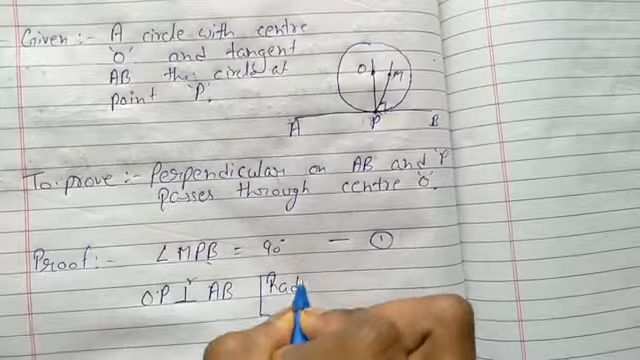 Given:- A circle with centre
'O' and tangent
AB the circle at
point 'P'.
O M
A P B
To prove:- Perpendicular on AB and 'P'
passes through centre 'O'.
Proof:- ∠MPB = 90° — ①
OP ⊥r AB [Rad